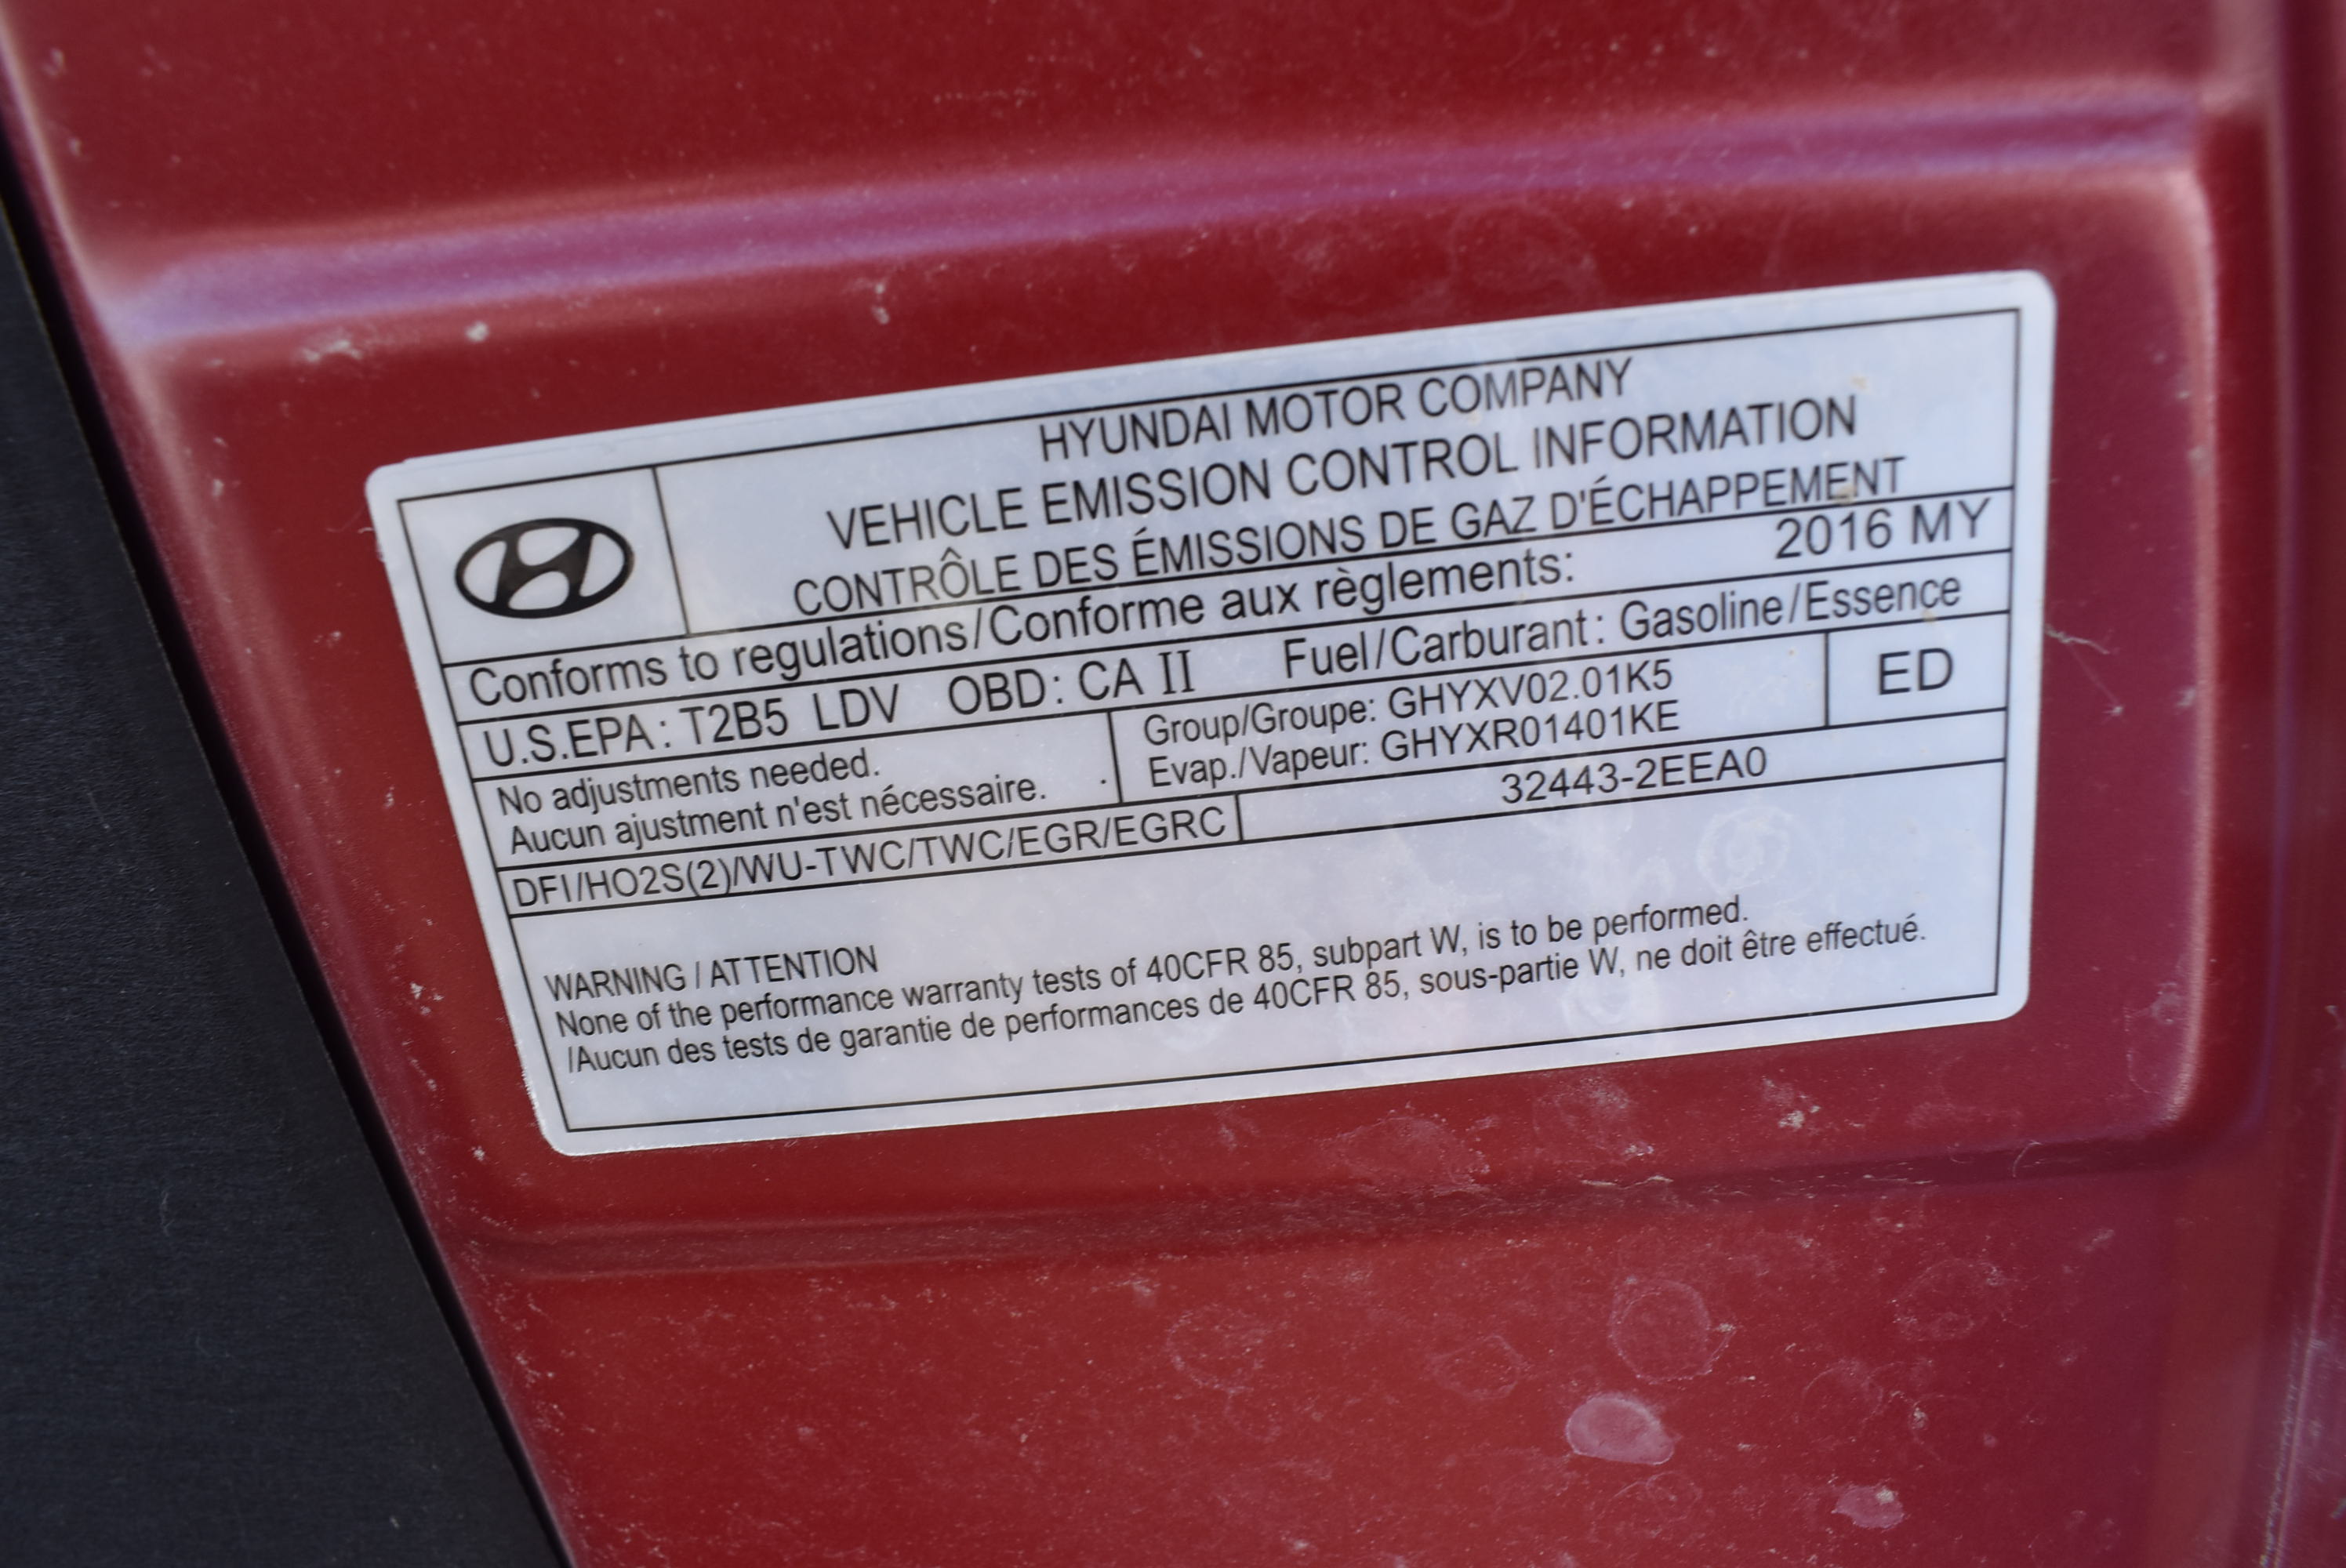 HYUNDAI MOTOR COMPANY
VEHICLE EMISSION CONTROL INFORMATION
CONTRÔLE DES ÉMISSIONS DE GAZ D'ÉCHAPPEMENT
Conforms to regulations/Conforme aux règlements: 2016 MY
U.S.EPA: T2B5 LDV OBD: CA II Fuel/Carburant: Gasoline/Essence
No adjustments needed.
Aucun ajustment n'est nécessaire.
Group/Groupe: GHYXV02.01K5
Evap./Vapeur: GHYXR01401KE
ED
DFI/HO2S(2)/WU-TWC/TWC/EGR/EGRC
32443-2EEA0
WARNING / ATTENTION
None of the performance warranty tests of 40CFR 85, subpart W, is to be performed.
/Aucun des tests de garantie de performances de 40CFR 85, sous-partie W, ne doit être effectué.